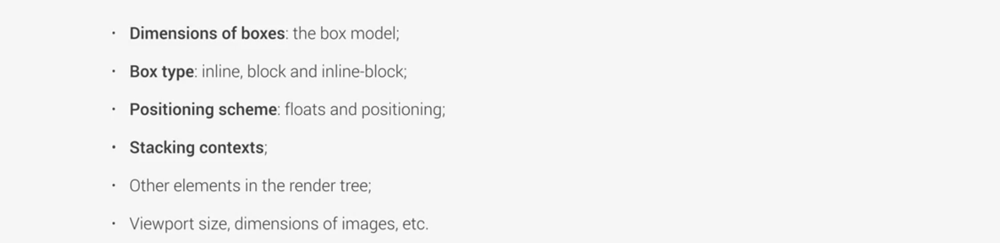 · Dimensions of boxes: the box model;
· Box type: inline, block and inline-block;
· Positioning scheme: floats and positioning;
· Stacking contexts;
· Other elements in the render tree;
· Viewport size, dimensions of images, etc.